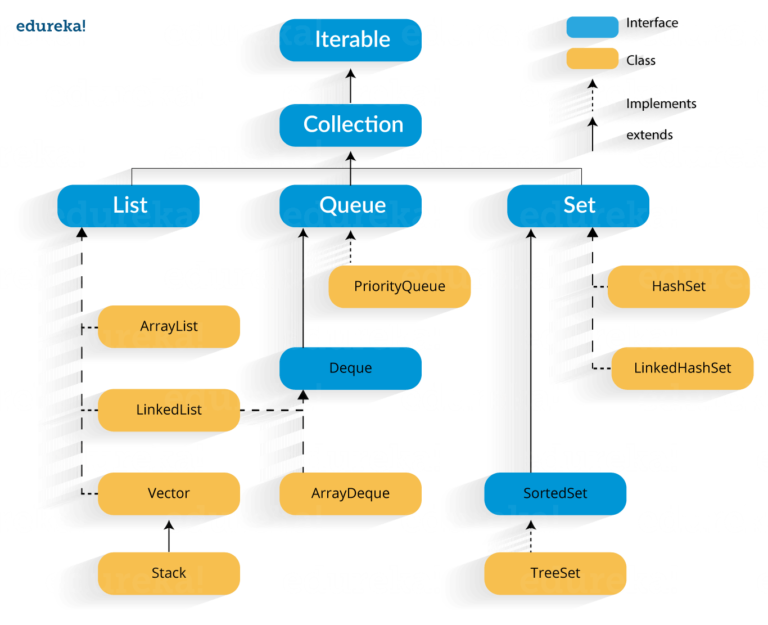 edureka!
Iterable
Interface
Class
Implements
extends
Collection
List
Queue
Set
PriorityQueue
HashSet
ArrayList
Deque
LinkedHashSet
LinkedList
Vector
ArrayDeque
SortedSet
Stack
TreeSet